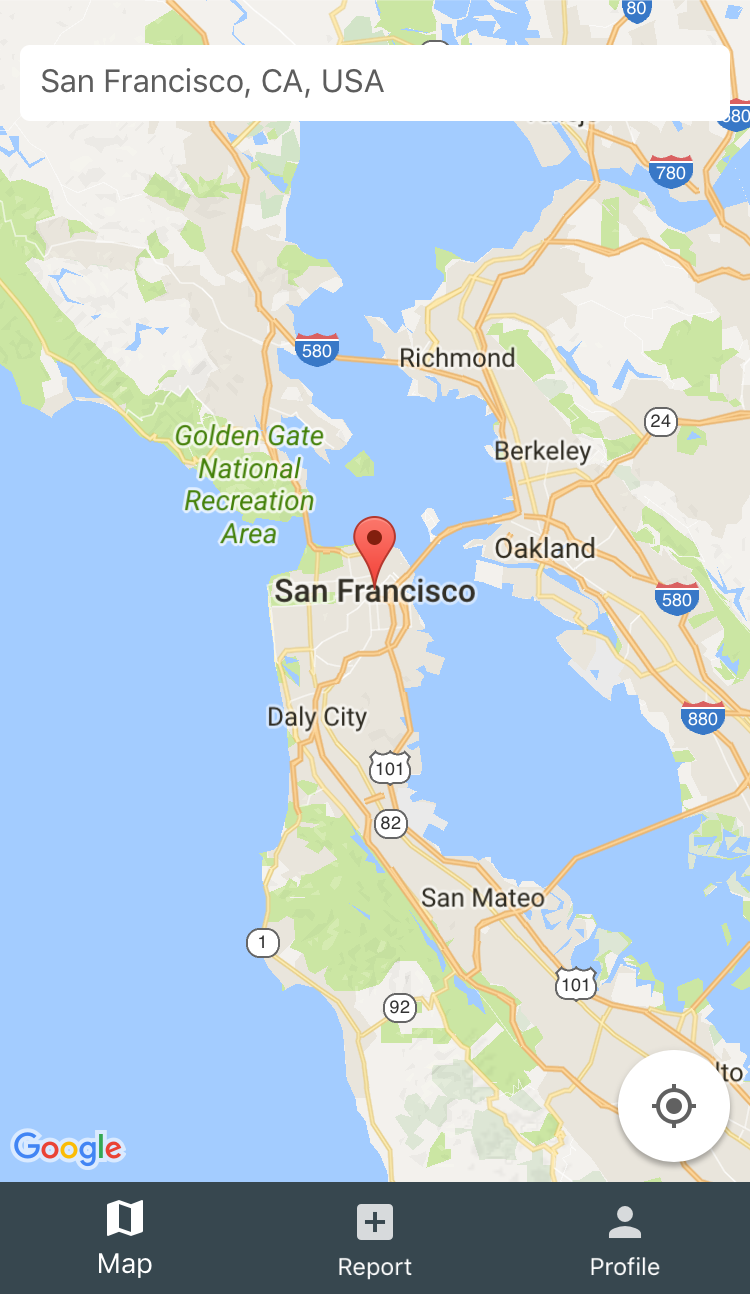 80
San Francisco, CA, USA
580
780
580
Richmond
24
Golden Gate
National
Recreation
Area
Berkeley
Oakland
San Francisco
580
Daly City
880
101
82
San Mateo
1
101
92
lto
Google
Map
Report
Profile